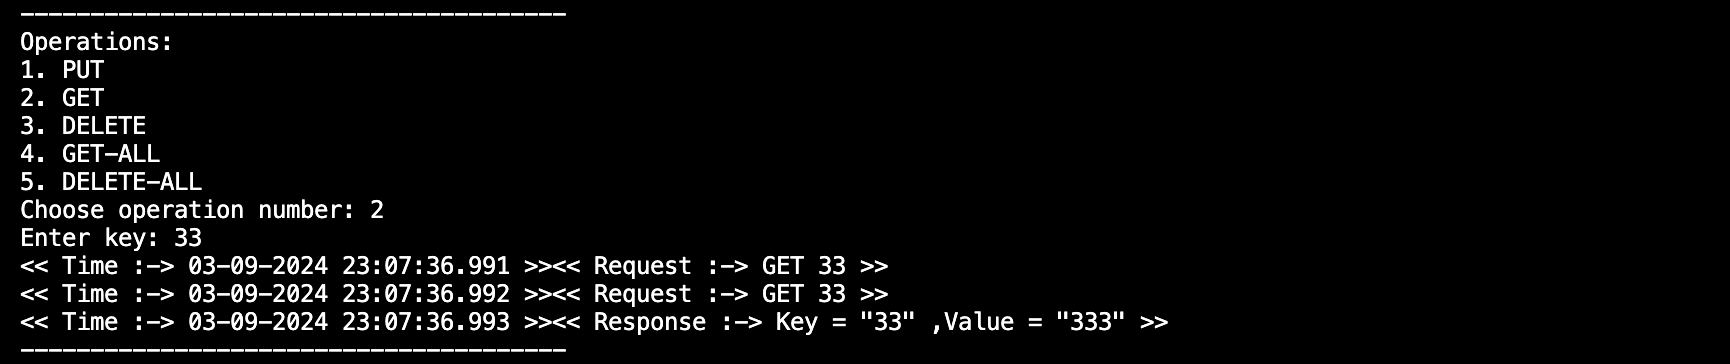 ---------------------------------------
Operations:
1. PUT
2. GET
3. DELETE
4. GET-ALL
5. DELETE-ALL
Choose operation number: 2
Enter key: 33
<< Time :-> 03-09-2024 23:07:36.991 >><< Request :-> GET 33 >>
<< Time :-> 03-09-2024 23:07:36.992 >><< Request :-> GET 33 >>
<< Time :-> 03-09-2024 23:07:36.993 >><< Response :-> Key = "33" ,Value = "333" >>
---------------------------------------